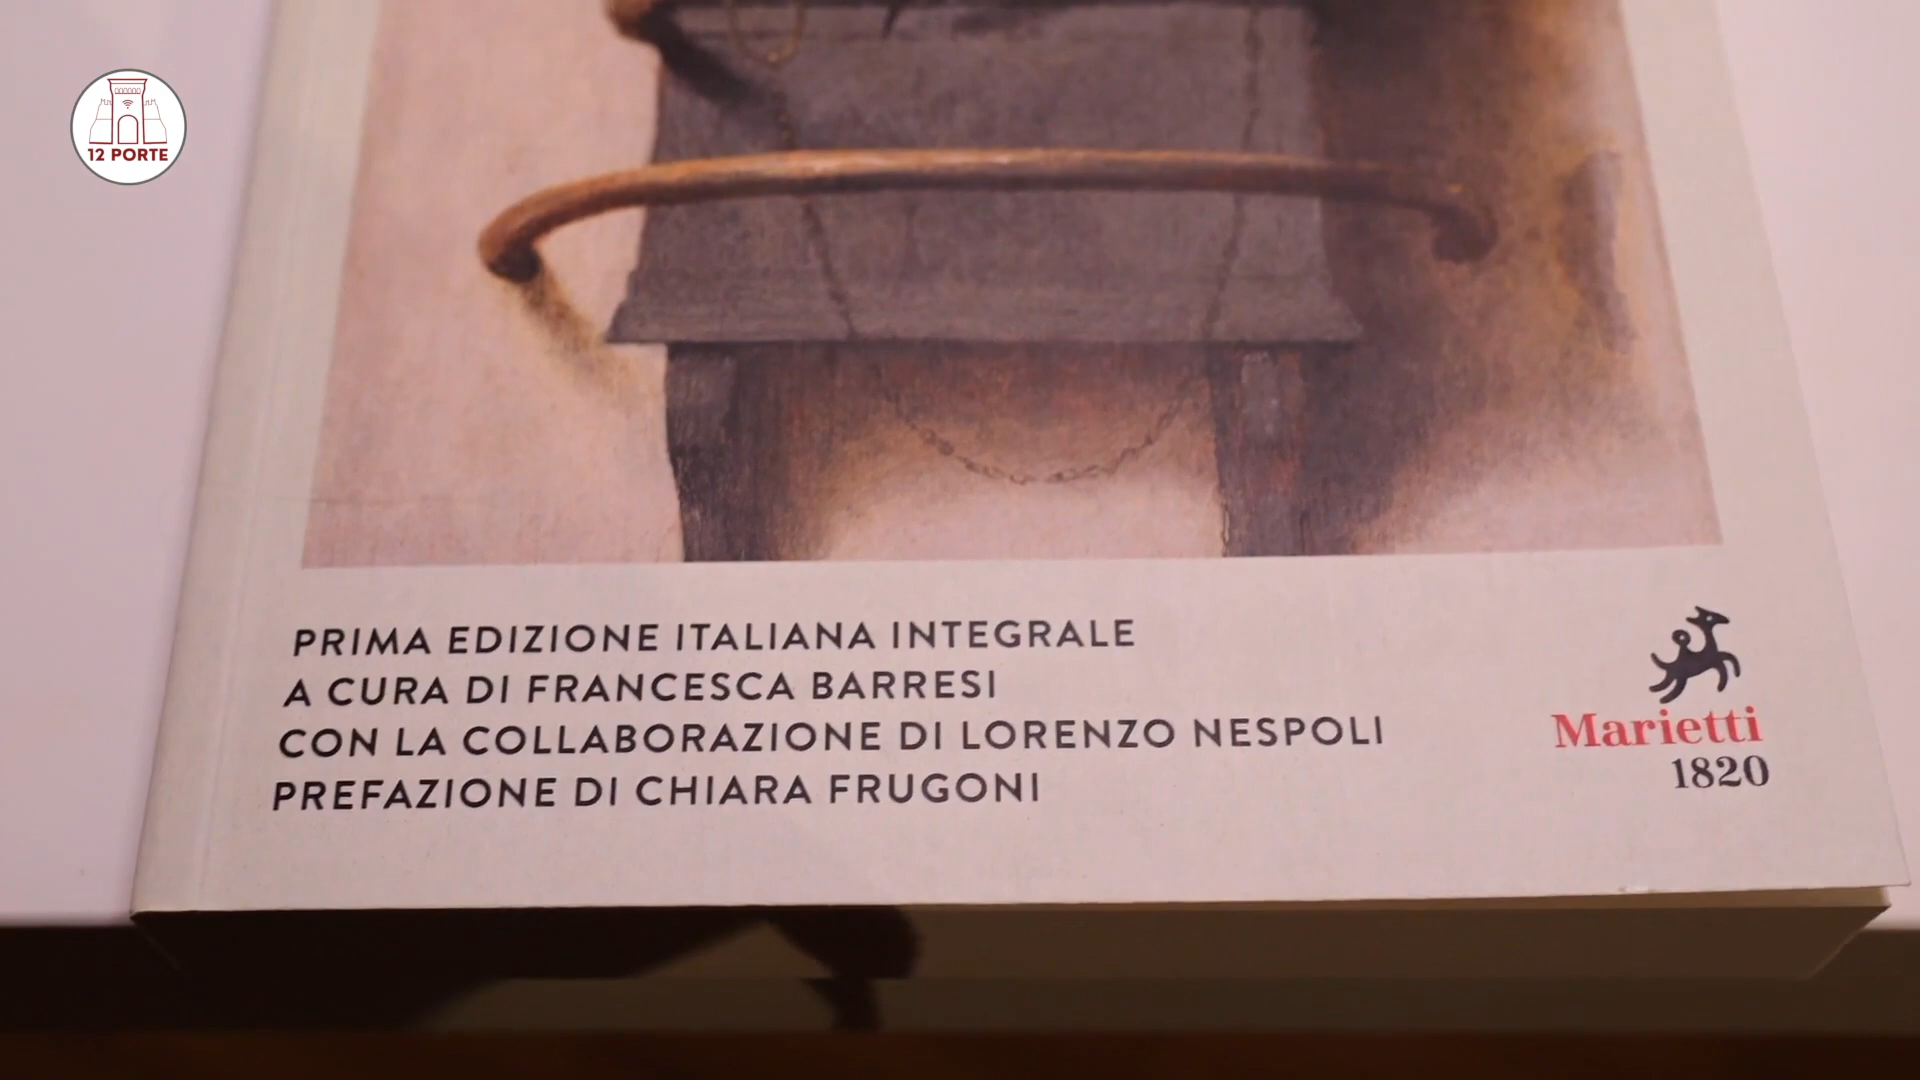 12 PORTE
PRIMA EDIZIONE ITALIANA INTEGRALE
A CURA DI FRANCESCA BARRESI
CON LA COLLABORAZIONE DI LORENZO NESPOLI
PREFAZIONE DI CHIARA FRUGONI
Marietti
1820